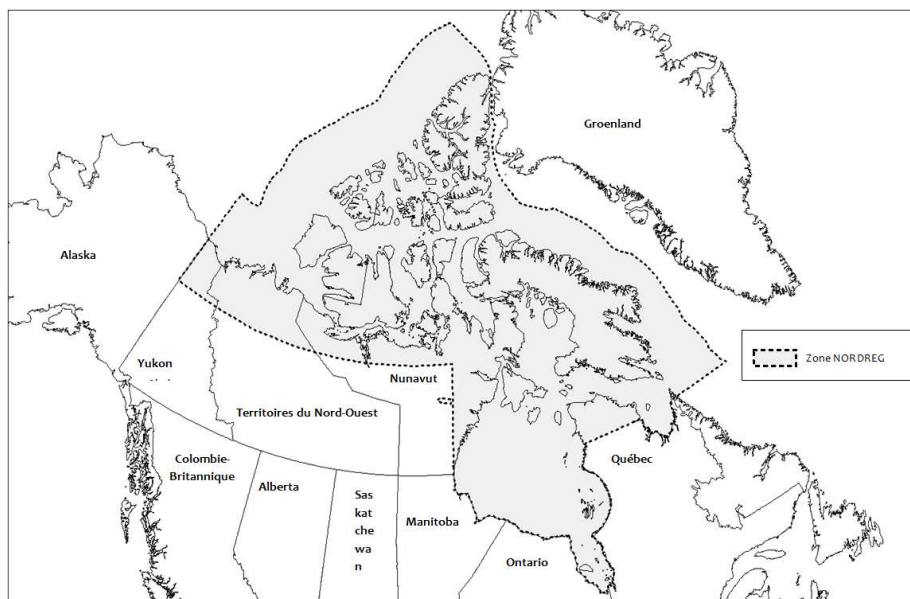 Groenland
Alaska
Zone NORDREG
Yukon
Nunavut
Territoires du Nord-Ouest
Colombie-
Britannique
Québec
Alberta
Sas
kat
che
wa
n
Manitoba
Ontario